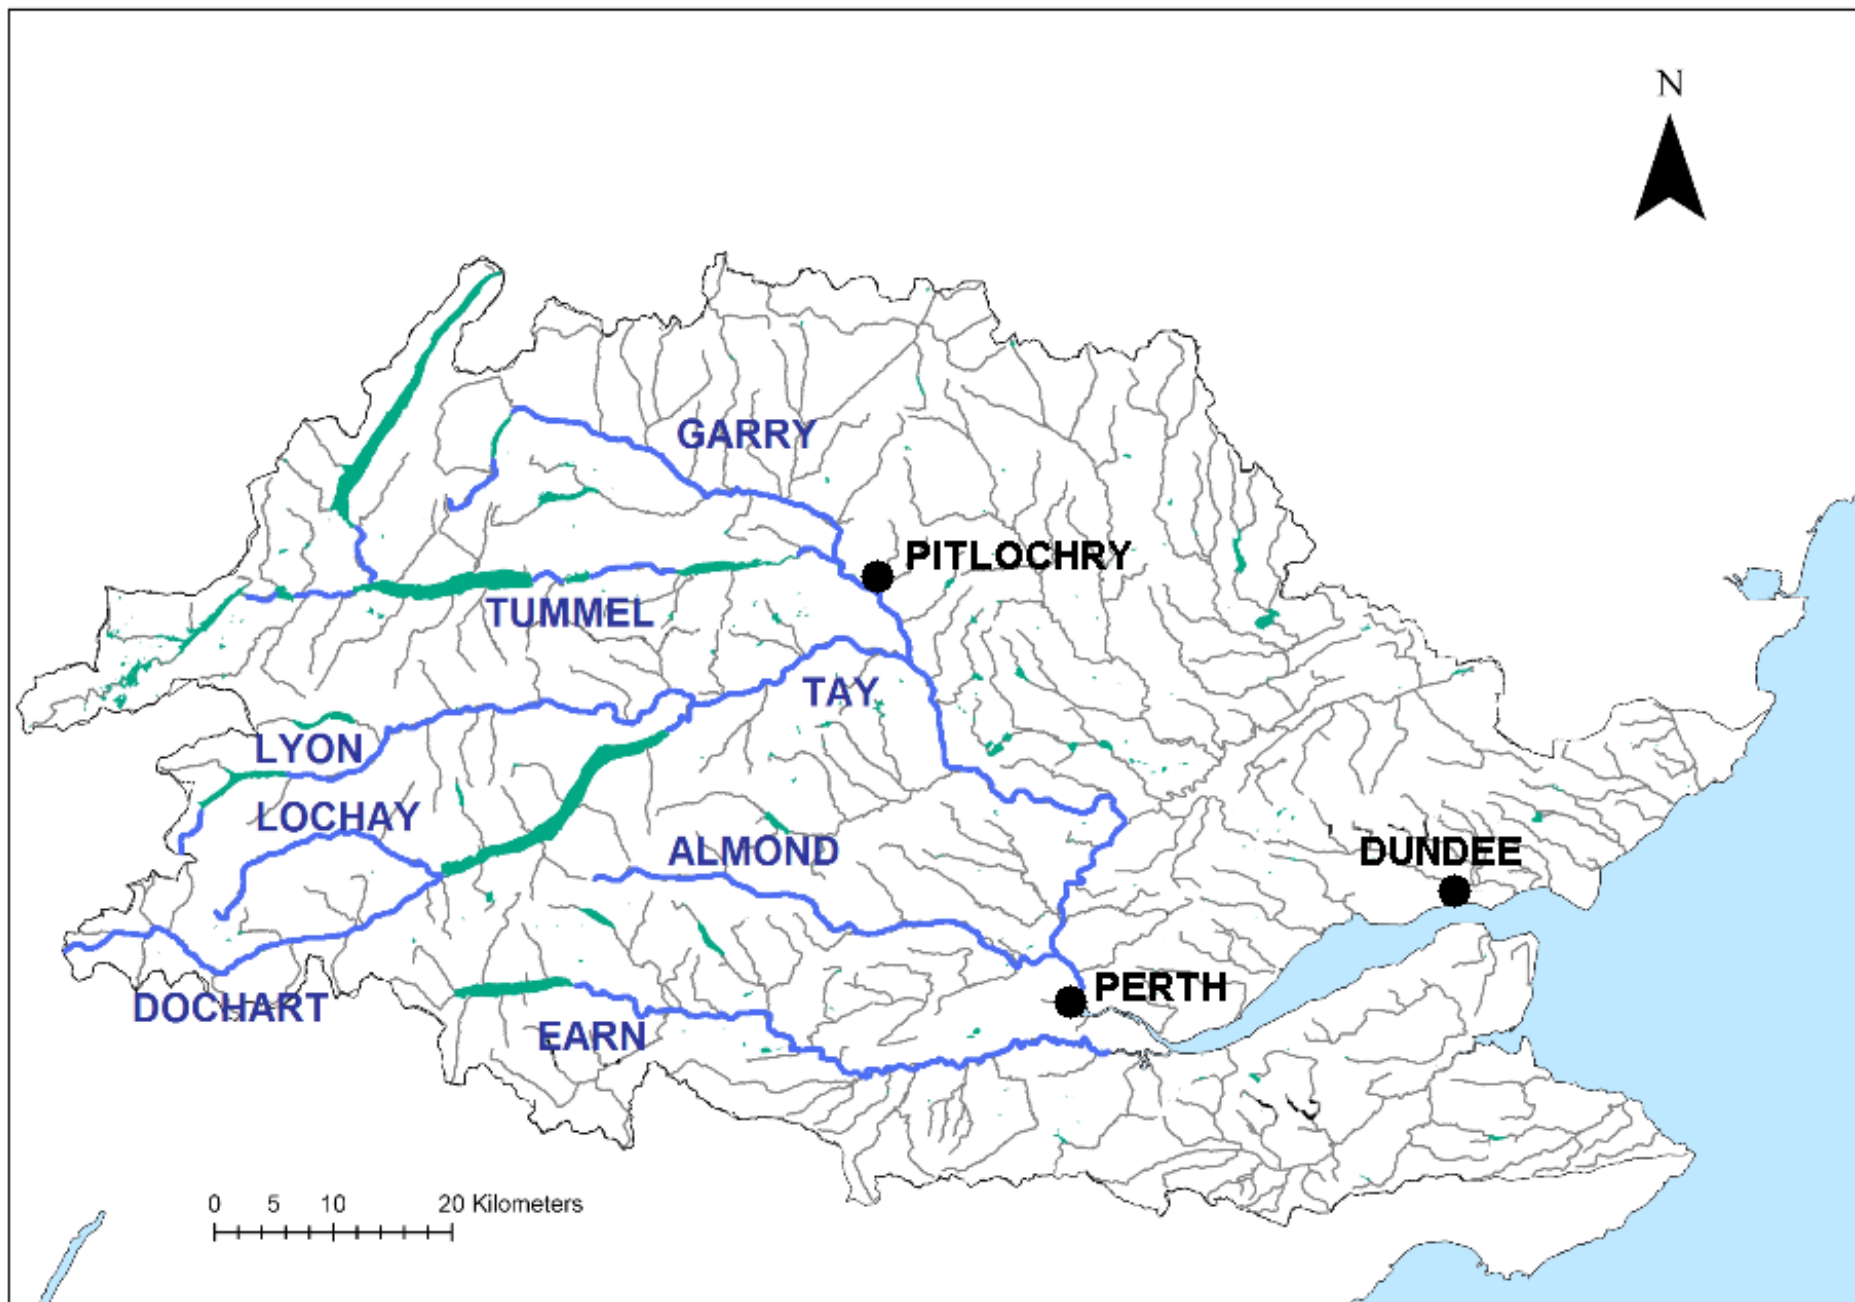 N
GARRY
PITLOCHRY
TUMMEL
TAY
LYON
LOCHAY
ALMOND
DUNDEE
DOCHART
PERTH
EARN
0 5 10 20 Kilometers